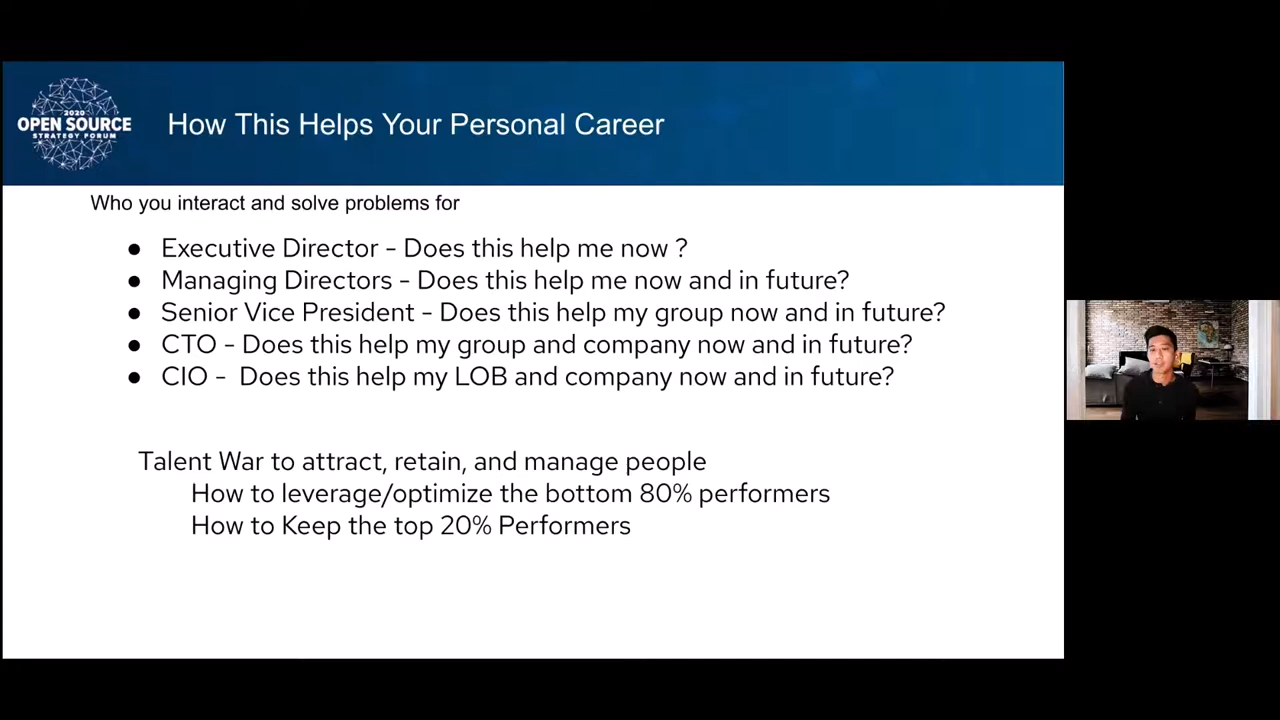 2020
OPEN SOURCE
STRATEGY FORUM
How This Helps Your Personal Career
Who you interact and solve problems for
● Executive Director - Does this help me now ?
● Managing Directors - Does this help me now and in future?
● Senior Vice President - Does this help my group now and in future?
● CTO - Does this help my group and company now and in future?
● CIO - Does this help my LOB and company now and in future?
Talent War to attract, retain, and manage people
How to leverage/optimize the bottom 80% performers
How to Keep the top 20% Performers